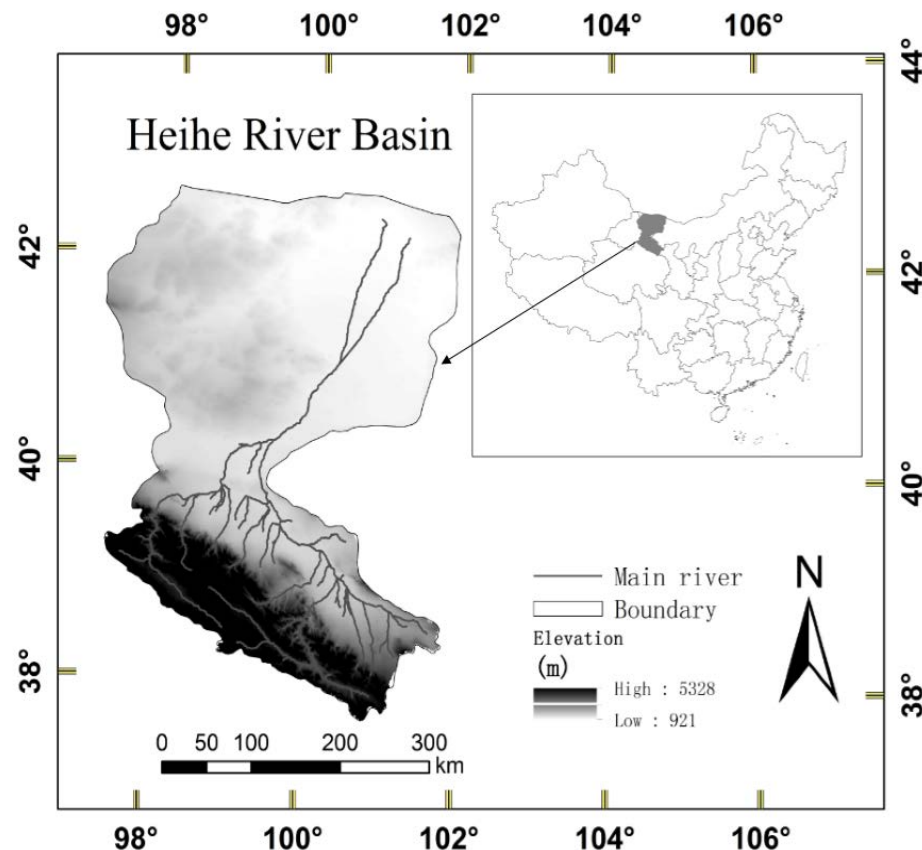 98° 100° 102° 104° 106°
44°
Heihe River Basin
42°
42°
40°
40°
N
Main river
Boundary
Elevation
(m)
38°
38°
High : 5328
Low : 921
0 50 100 200 300
km
98° 100° 102° 104° 106°